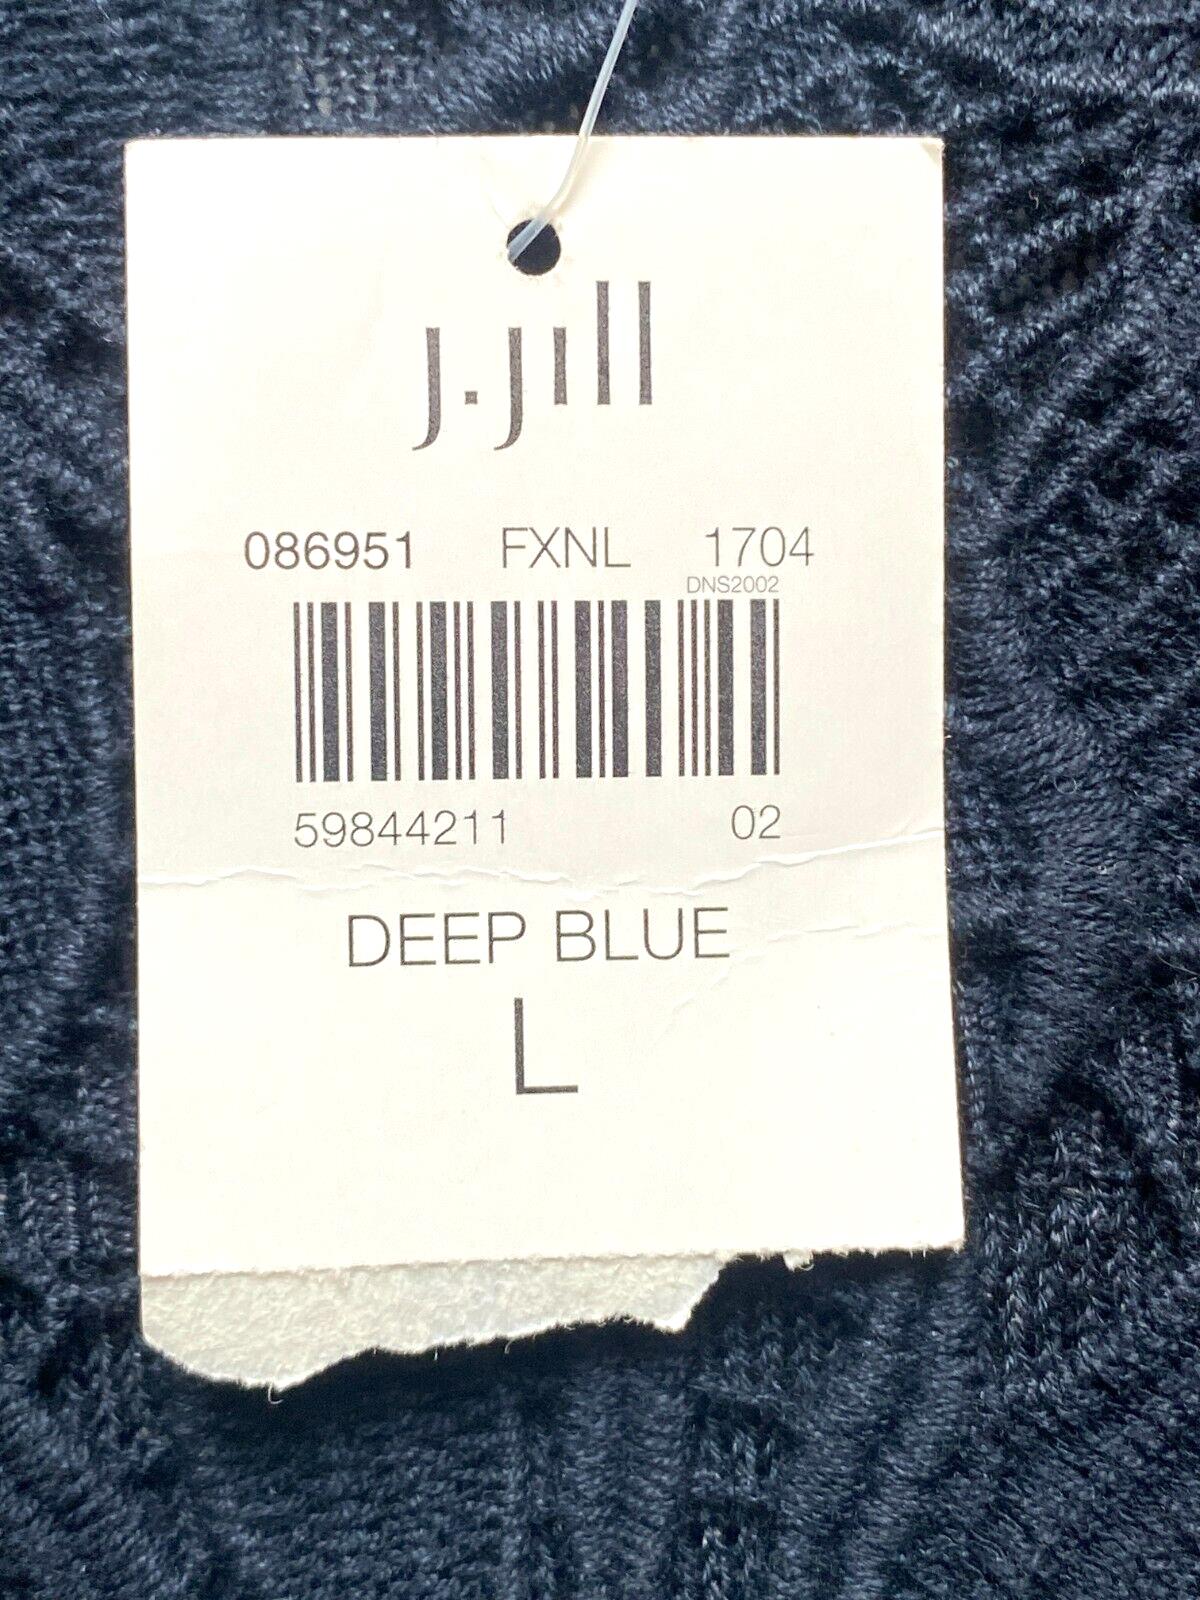 J.Jill
086951 FXNL 1704
DNS2002
59844211 02
DEEP BLUE
L